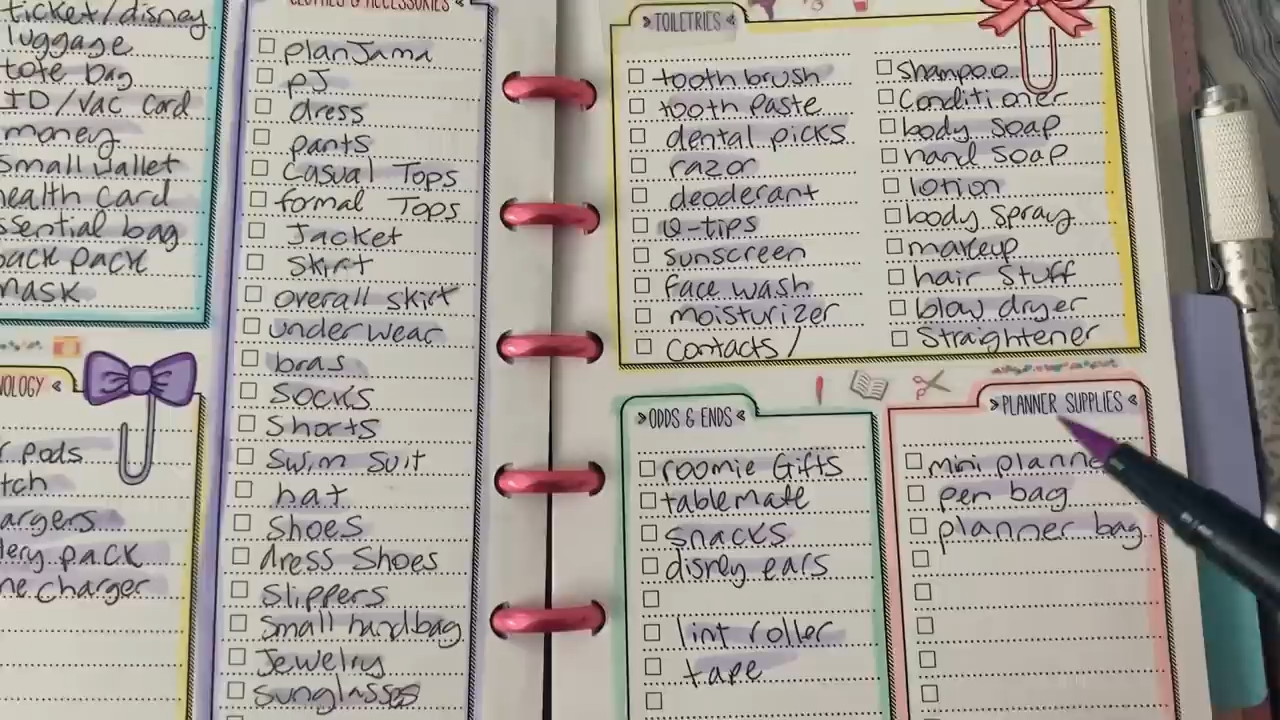 ticket/disney
luggage
tote bag
ID/vac card
money
small wallet
health card
essential bag
back pack
mask
NOLOGY «
r pods
tch
argers
tery pack
ne charger
CLOTHES & ACCESSORIES «
planJama
PJ
dress
pants
Casual Tops
formal Tops
Jacket
Skirt
overall skirt
underwear
bras
Socks
Shorts
Swim Suit
hat
Shoes
dress Shoes
Slippers
Small handbag
Jewelry
sunglasses
» TOILETRIES «
tooth brush
tooth paste
dental picks
razor
deoderant
Q-tips
sunscreen
face wash
moisturizer
Contacts/
Shampoo
Conditioner
body soap
hand soap
lotion
body spray
makeup
hair Stuff
blow dryer
Straightener
» ODDS & ENDS «
roomie Gifts
tablemate
snacks
disney ears
lint roller
tape
» PLANNER SUPPLIES «
mini planne
pen bag
planner bag